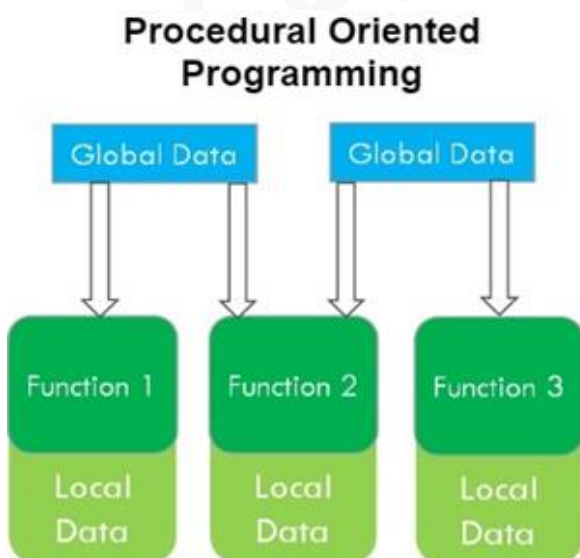 Procedural Oriented
Programming
Global Data
Global Data
Function 1
Function 2
Function 3
Local
Data
Local
Data
Local
Data